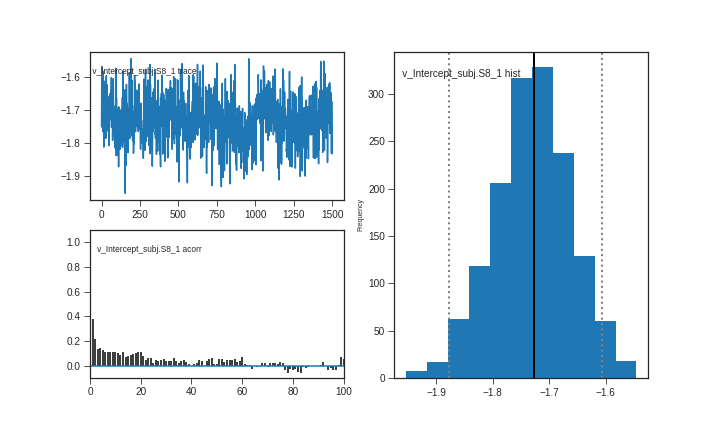 v_Intercept_subj.S8_1 trace
−1.6
−1.7
−1.8
−1.9
0 250 500 750 1000 1250 1500
v_Intercept_subj.S8_1 acorr
1.0
0.8
0.6
0.4
0.2
0.0
0 20 40 60 80 100
v_Intercept_subj.S8_1 hist
Frequency
300
250
200
150
100
50
0
−1.9 −1.8 −1.7 −1.6